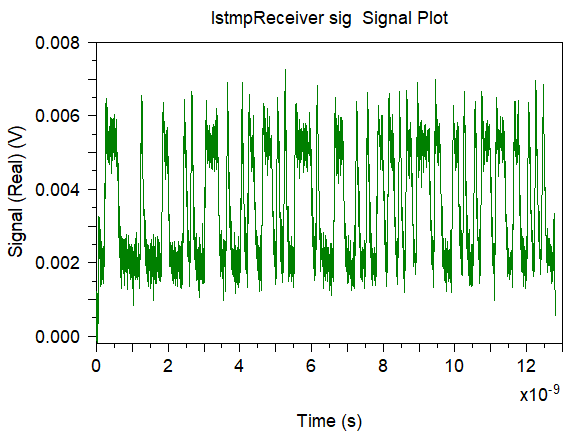 lstmpReceiver sig Signal Plot
Signal (Real) (V)
0.008
0.006
0.004
0.002
0.000
0 2 4 6 8 10 12
x10⁻⁹
Time (s)